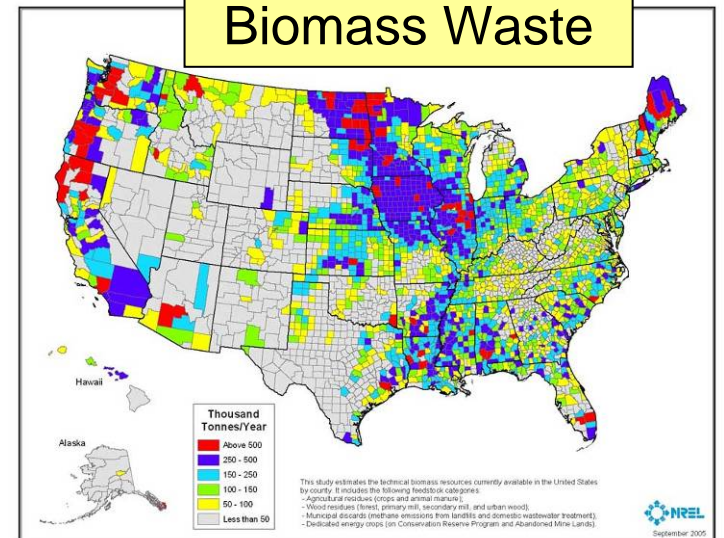 Biomass Waste
Hawaii
Alaska
Thousand
Tonnes/Year
Above 500
250 - 500
150 - 250
100 - 150
50 - 100
Less than 50
This study estimates the technical biomass resources currently available in the United States
by county. It includes the following feedstock categories:
- Agricultural residues (crops and animal manure);
- Wood residues (forest, primary mill, secondary mill, and urban wood);
- Municipal discards (methane emissions from landfills and domestic wastewater treatment);
- Dedicated energy crops (on Conservation Reserve Program and Abandoned Mine Lands).
NREL
September 2005